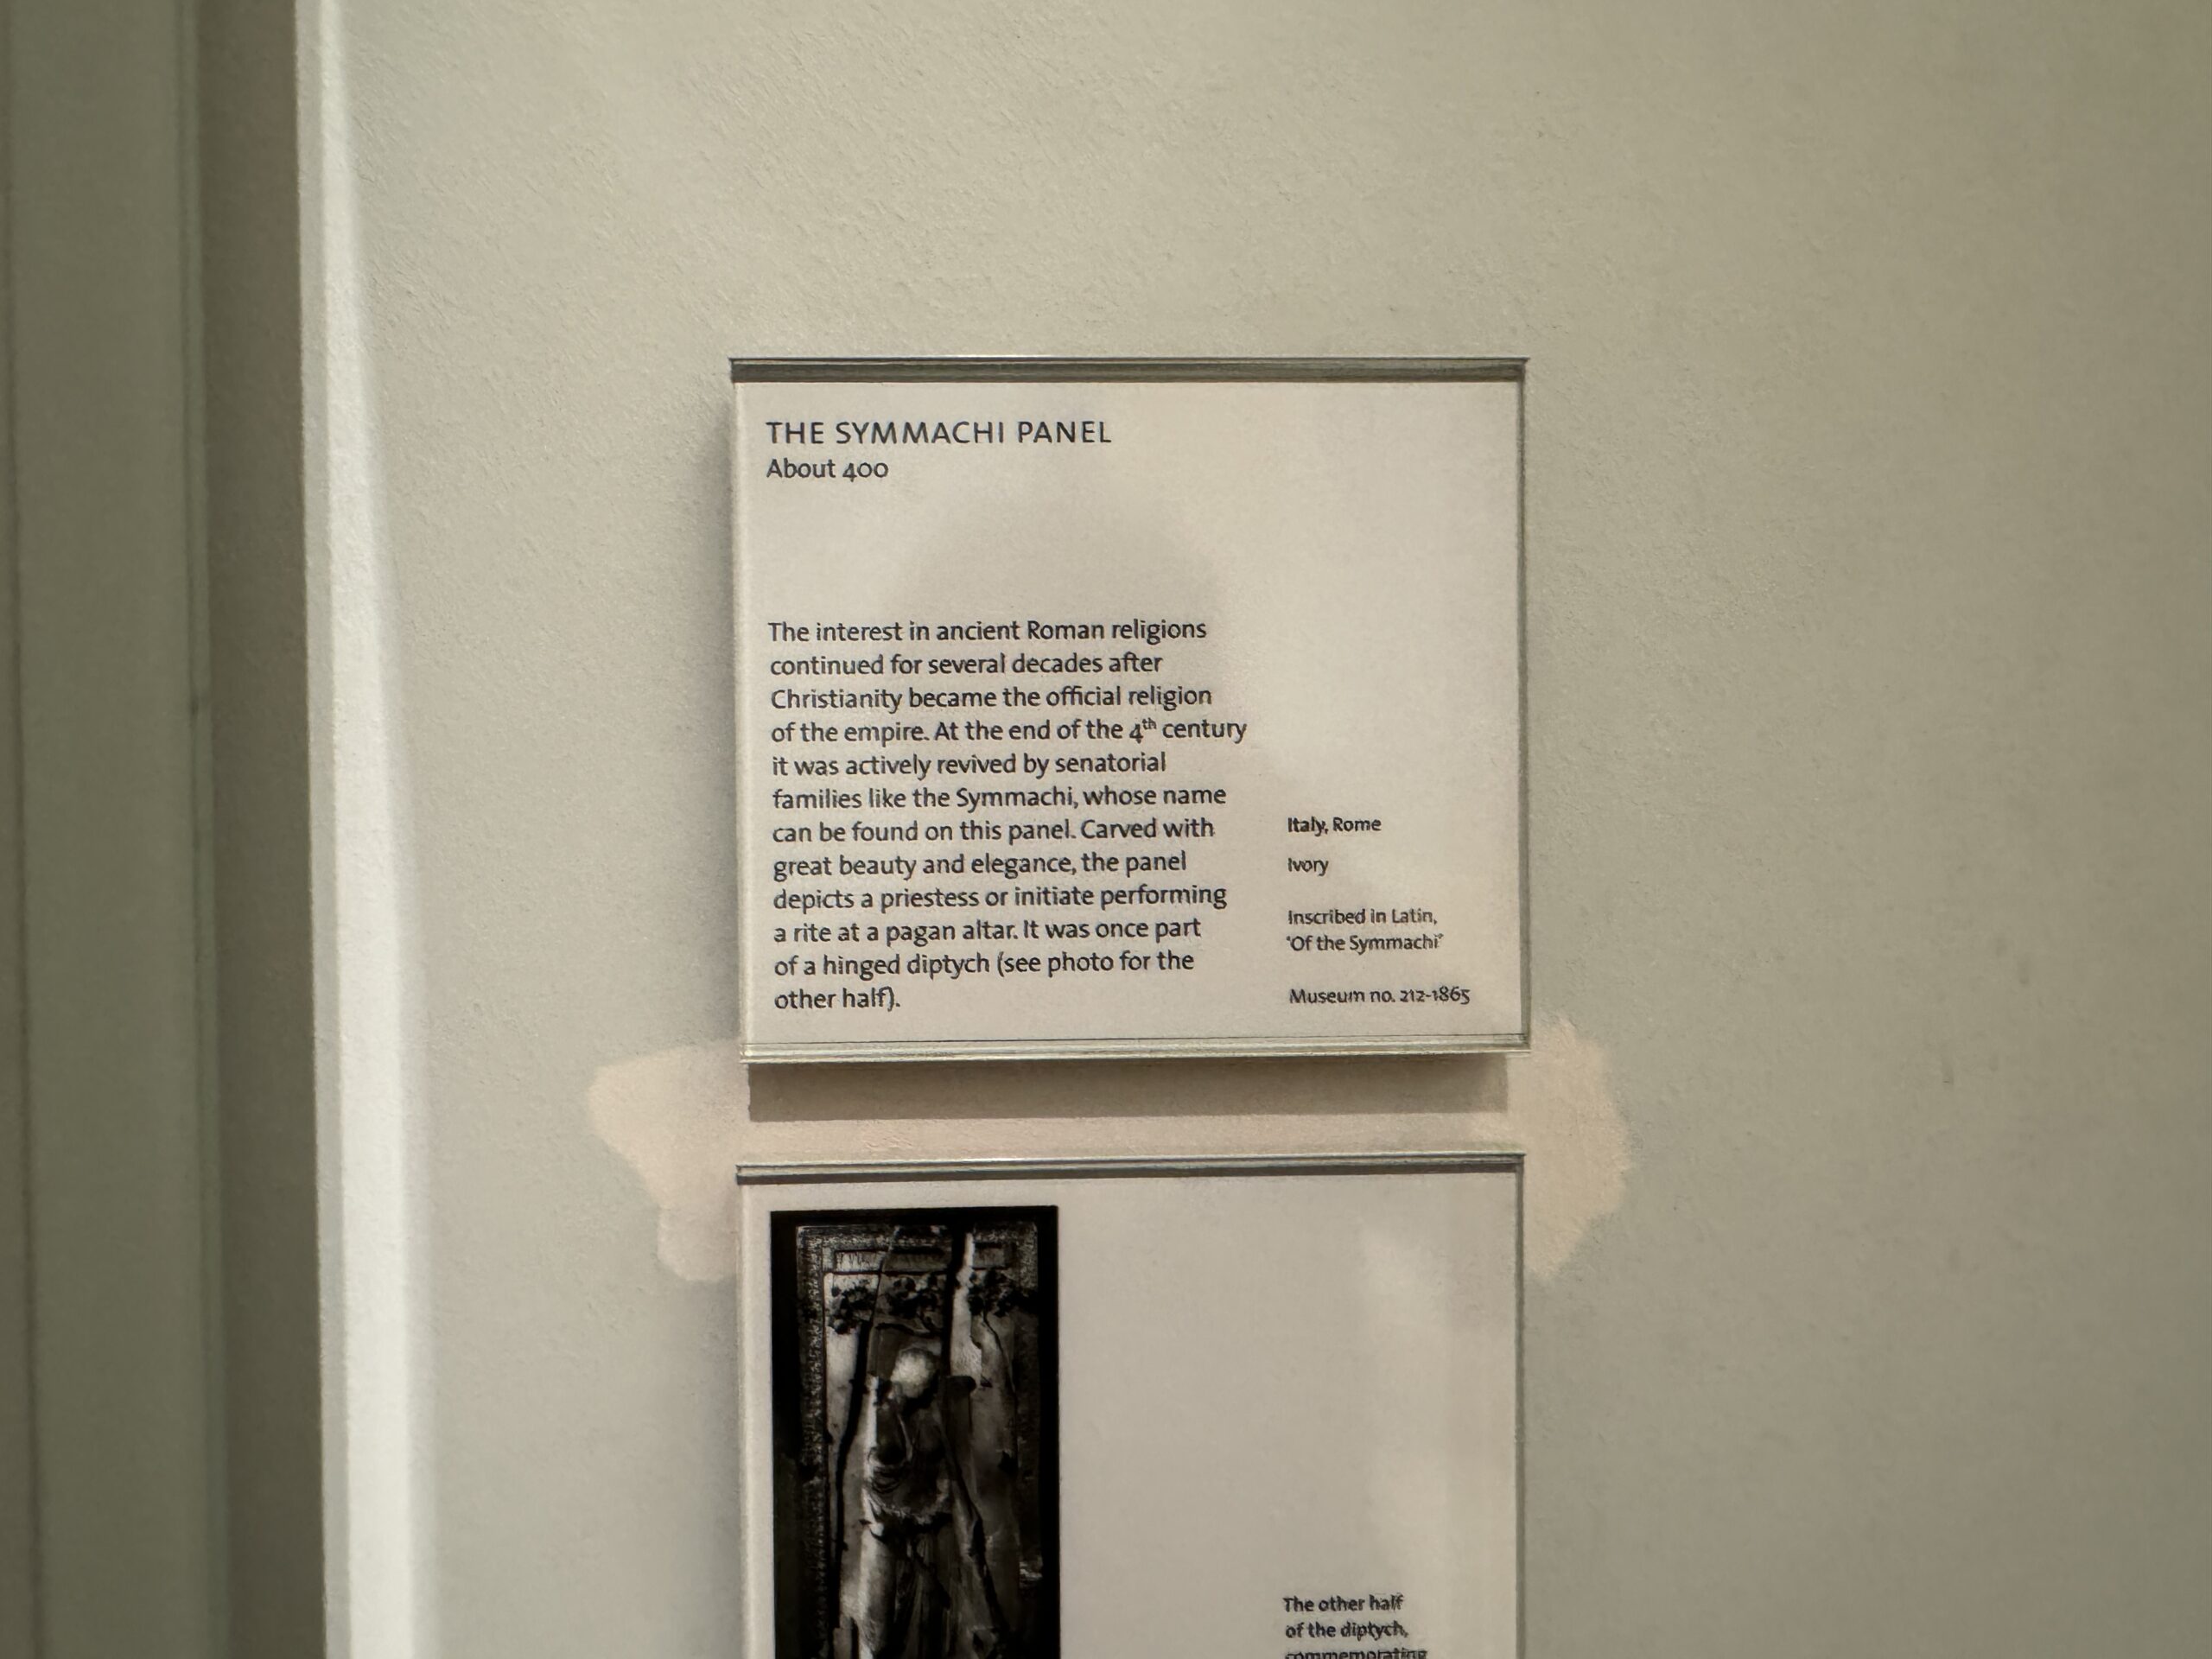 THE SYMMACHI PANEL
About 400
The interest in ancient Roman religions
continued for several decades after
Christianity became the official religion
of the empire. At the end of the 4th century
it was actively revived by senatorial
families like the Symmachi, whose name
can be found on this panel. Carved with
great beauty and elegance, the panel
depicts a priestess or initiate performing
a rite at a pagan altar. It was once part
of a hinged diptych (see photo for the
other half).
Italy, Rome
Ivory
Inscribed in Latin,
'Of the Symmachi'
Museum no. 212-1865
The other half
of the diptych,
commemorating